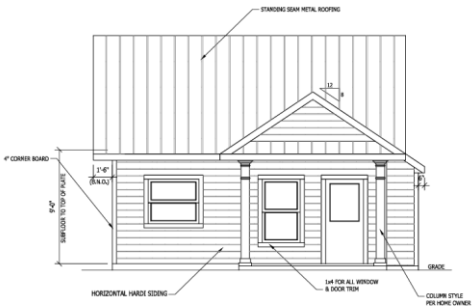 STANDING SEAM METAL ROOFING
12
8
4" CORNER BOARD
1'-6"
(U.N.O.)
9'-0"
SUBFLOOR TO TOP OF PLATE
GRADE
HORIZONTAL HARDI SIDING
1x4 FOR ALL WINDOW
& DOOR TRIM
COLUMN STYLE
PER HOME OWNER